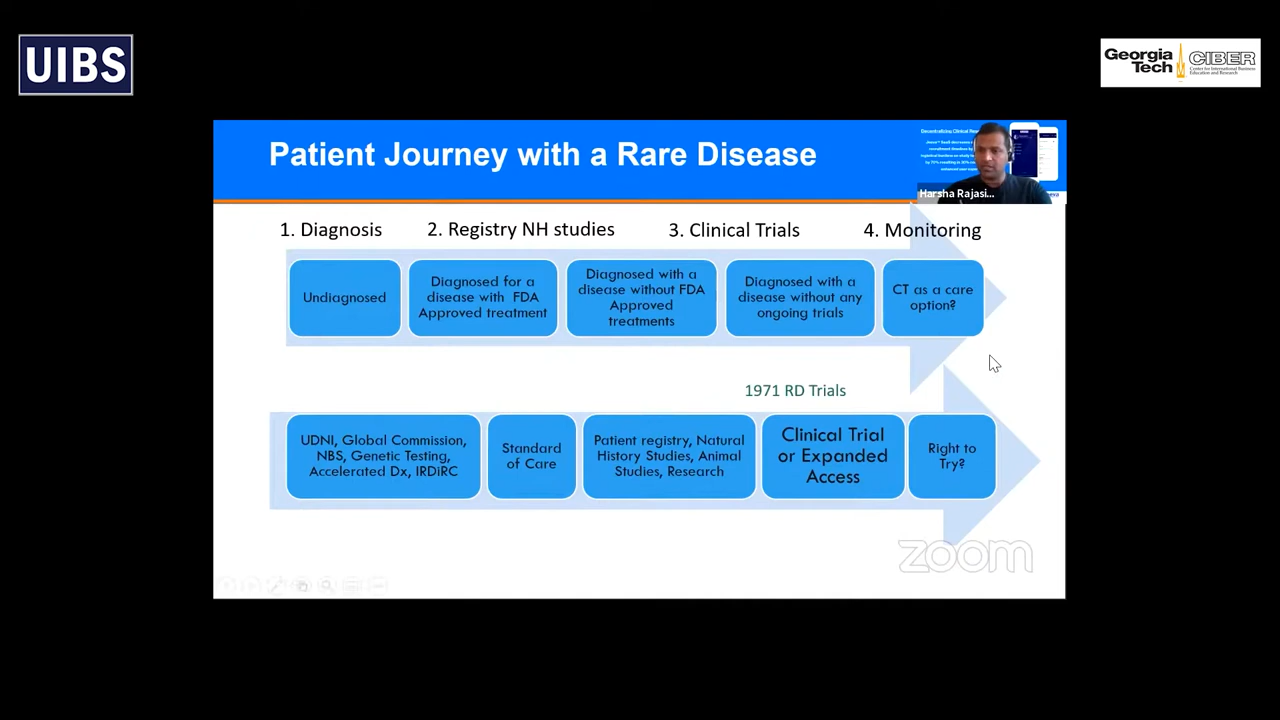 UIBS
Georgia
Tech
CIBER
Center for International Business
Education and Research
Patient Journey with a Rare Disease
Harsha Rajasi...
1. Diagnosis
2. Registry NH studies
3. Clinical Trials
4. Monitoring
Undiagnosed
Diagnosed for a
disease with FDA
Approved treatment
Diagnosed with a
disease without FDA
Approved
treatments
Diagnosed with a
disease without any
ongoing trials
CT as a care
option?
1971 RD Trials
UDNI, Global Commission,
NBS, Genetic Testing,
Accelerated Dx, IRDiRC
Standard
of Care
Patient registry, Natural
History Studies, Animal
Studies, Research
Clinical Trial
or Expanded
Access
Right to
Try?
zoom